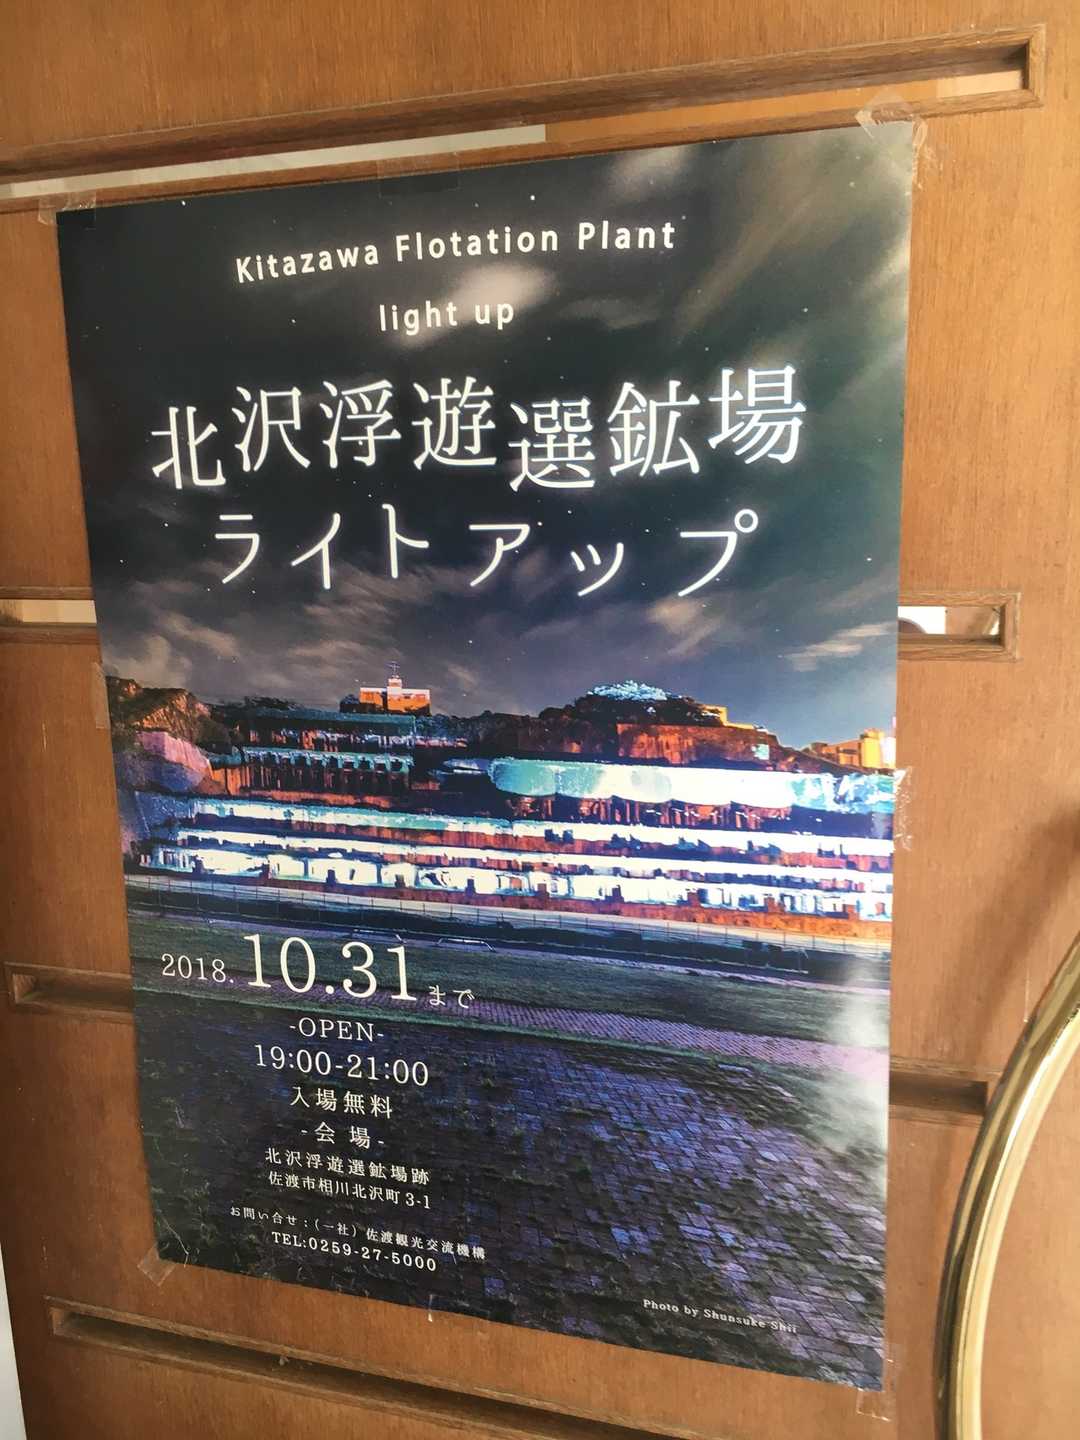 Kitazawa Flotation Plant
light up
北沢浮遊選鉱場
ライトアップ
2018.10.31まで
-OPEN-
19:00-21:00
入場無料
-会 場-
北沢浮遊選鉱場跡
佐渡市相川北沢町3-1
お問い合せ:(一社)佐渡観光交流機構
TEL:0259-27-5000
Photo by Shunsuke Shii